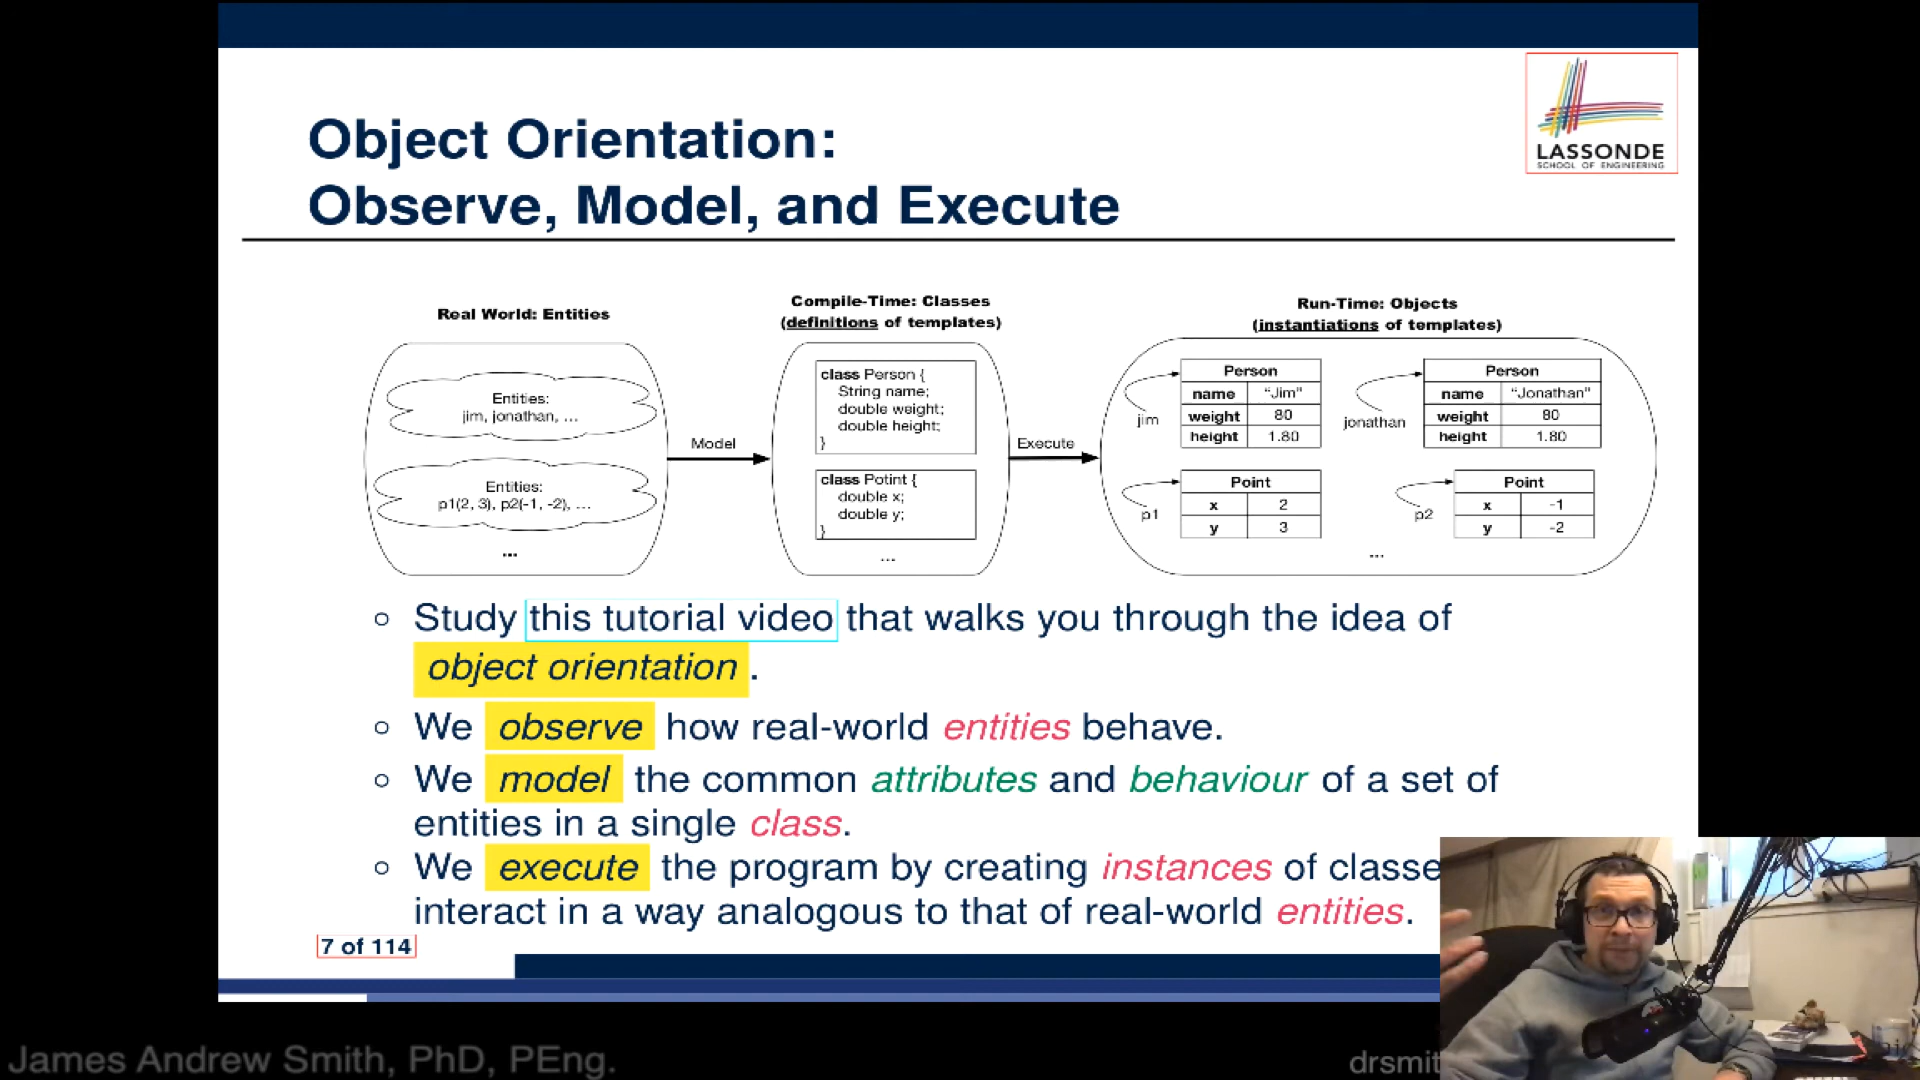 LASSONDE
SCHOOL OF ENGINEERING
Object Orientation:
Observe, Model, and Execute
Real World: Entities
Entities:
jim, jonathan, ...
Entities:
p1(2, 3), p2(-1, -2), ...
...
Model
Compile-Time: Classes
(definitions of templates)
class Person {
String name;
double weight;
double height;
}
class Potint {
double x;
double y;
}
...
Execute
Run-Time: Objects
(instantiations of templates)
jim
Person
name "Jim"
weight 80
height 1.80
jonathan
Person
name "Jonathan"
weight 80
height 1.80
p1
Point
x 2
y 3
p2
Point
x -1
y -2
...
Study this tutorial video that walks you through the idea of
object orientation.
We observe how real-world entities behave.
We model the common attributes and behaviour of a set of
entities in a single class.
We execute the program by creating instances of classe
interact in a way analogous to that of real-world entities.
7 of 114
James Andrew Smith, PhD, PEng.
drsmit